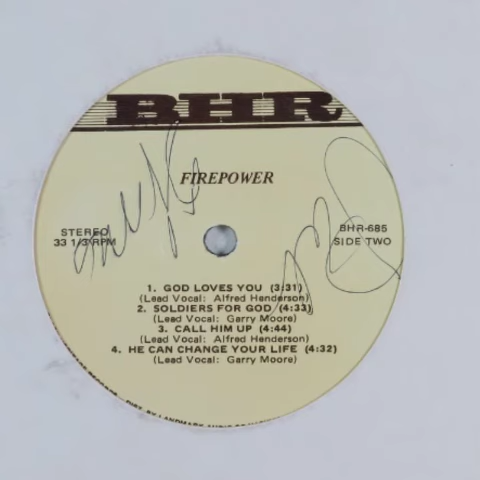 BHR
FIREPOWER
STEREO
33 1/3 RPM
BHR-685
SIDE TWO
1. GOD LOVES YOU (3:31)
(Lead Vocal: Alfred Henderson)
2. SOLDIERS FOR GOD (4:33)
(Lead Vocal: Garry Moore)
3. CALL HIM UP (4:44)
(Lead Vocal: Alfred Henderson)
4. HE CAN CHANGE YOUR LIFE (4:32)
(Lead Vocal: Garry Moore)